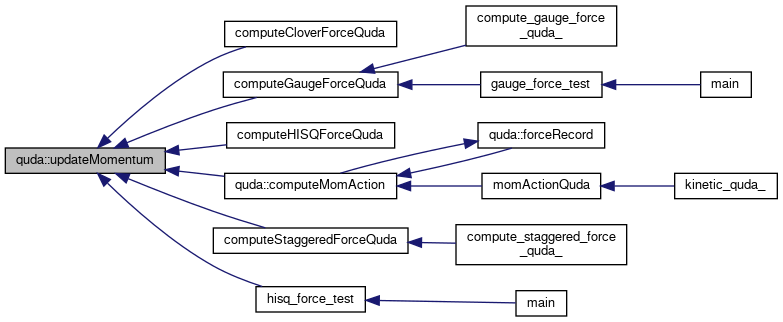 compute_gauge_force
_quda_
computeCloverForceQuda
computeGaugeForceQuda
gauge_force_test
main
computeHISQForceQuda
quda::forceRecord
quda::updateMomentum
quda::computeMomAction
momActionQuda
kinetic_quda_
computeStaggeredForceQuda
compute_staggered_force
_quda_
hisq_force_test
main